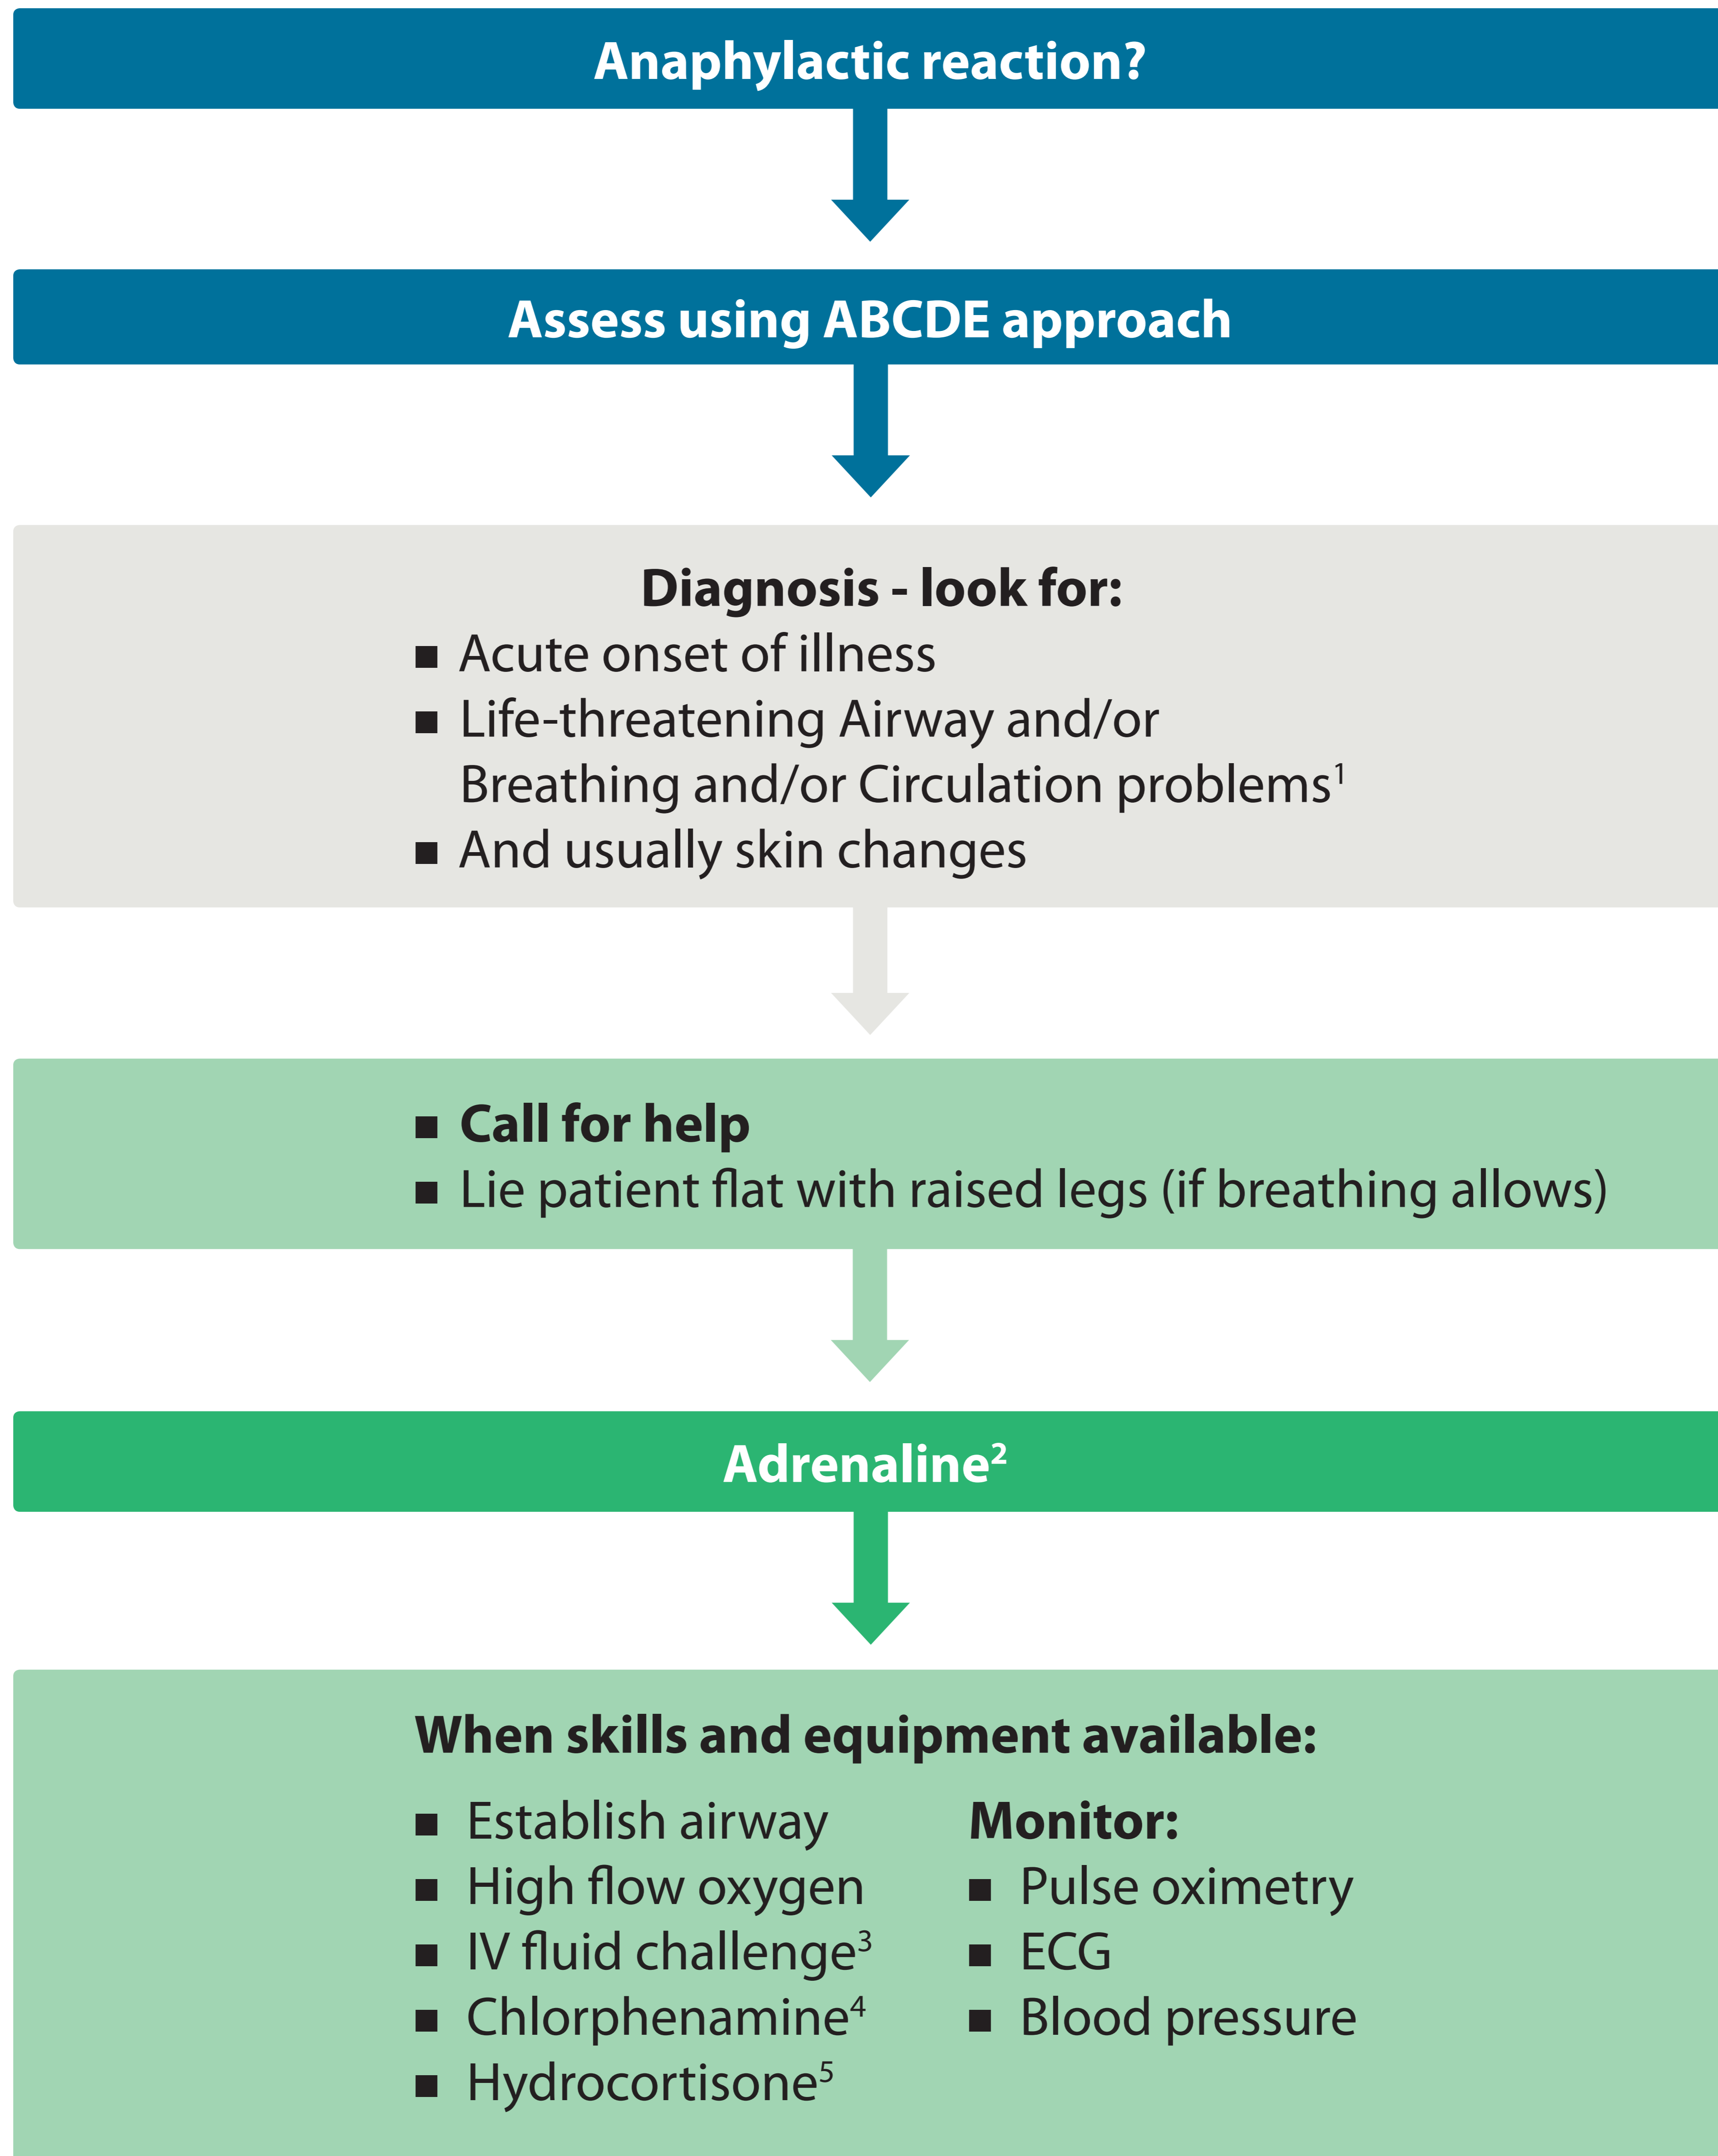 Anaphylactic reaction?
Assess using ABCDE approach
Diagnosis - look for:
■ Acute onset of illness
■ Life-threatening Airway and/or
Breathing and/or Circulation problems¹
■ And usually skin changes
■ Call for help
■ Lie patient flat with raised legs (if breathing allows)
Adrenaline²
When skills and equipment available:
■ Establish airway
■ High flow oxygen
■ IV fluid challenge³
■ Chlorphenamine⁴
■ Hydrocortisone⁵
Monitor:
■ Pulse oximetry
■ ECG
■ Blood pressure